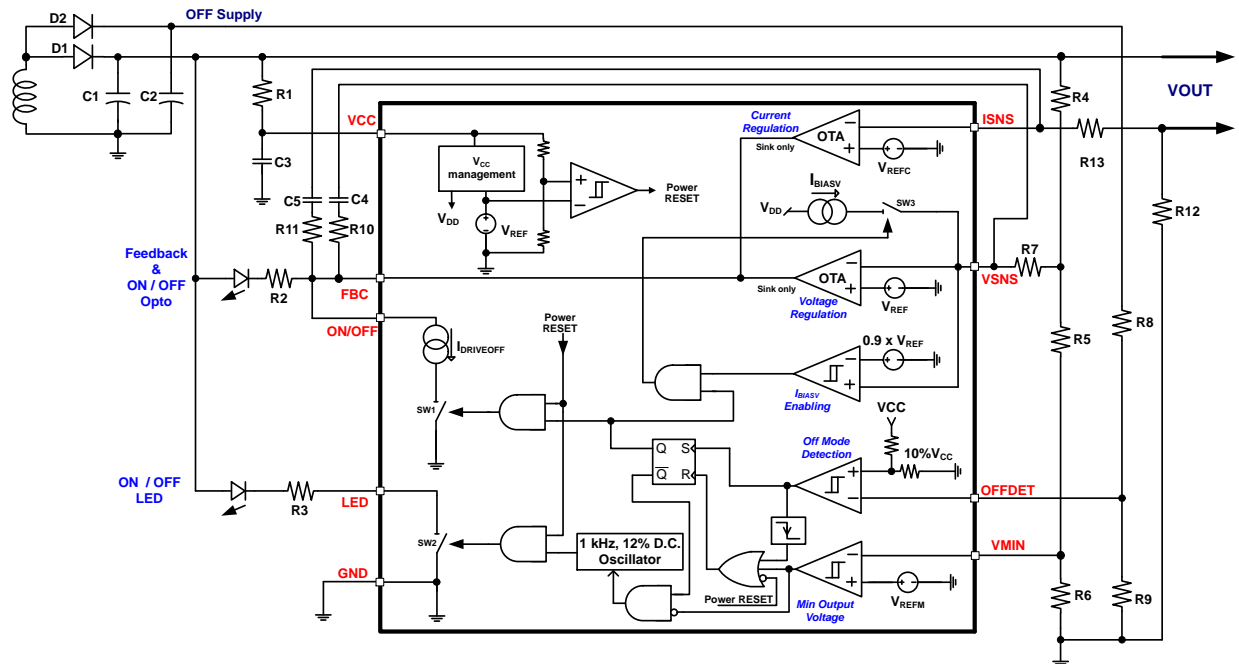 D2
OFF Supply
D1
C1
C2
R1
R4
VOUT
VCC
Current
Regulation
OTA
Sink only
ISNS
R13
VREFC
C3
VCC
management
Power
RESET
IBIASV
VDD
SW3
R12
C5
C4
VDD
VREF
R11
R10
Feedback
&
ON / OFF
Opto
R2
FBC
OTA
Sink only
VSNS
R7
VREF
Voltage
Regulation
ON/OFF
Power
RESET
IDRIVEOFF
0.9 x VREF
R5
R8
IBIASV
Enabling
SW1
VCC
Q
S
Q
R
Off Mode
Detection
10%VCC
ON / OFF
LED
R3
LED
OFFDET
SW2
1 kHz, 12% D.C.
Oscillator
VMIN
GND
Power RESET
Min Output
Voltage
VREFM
R6
R9